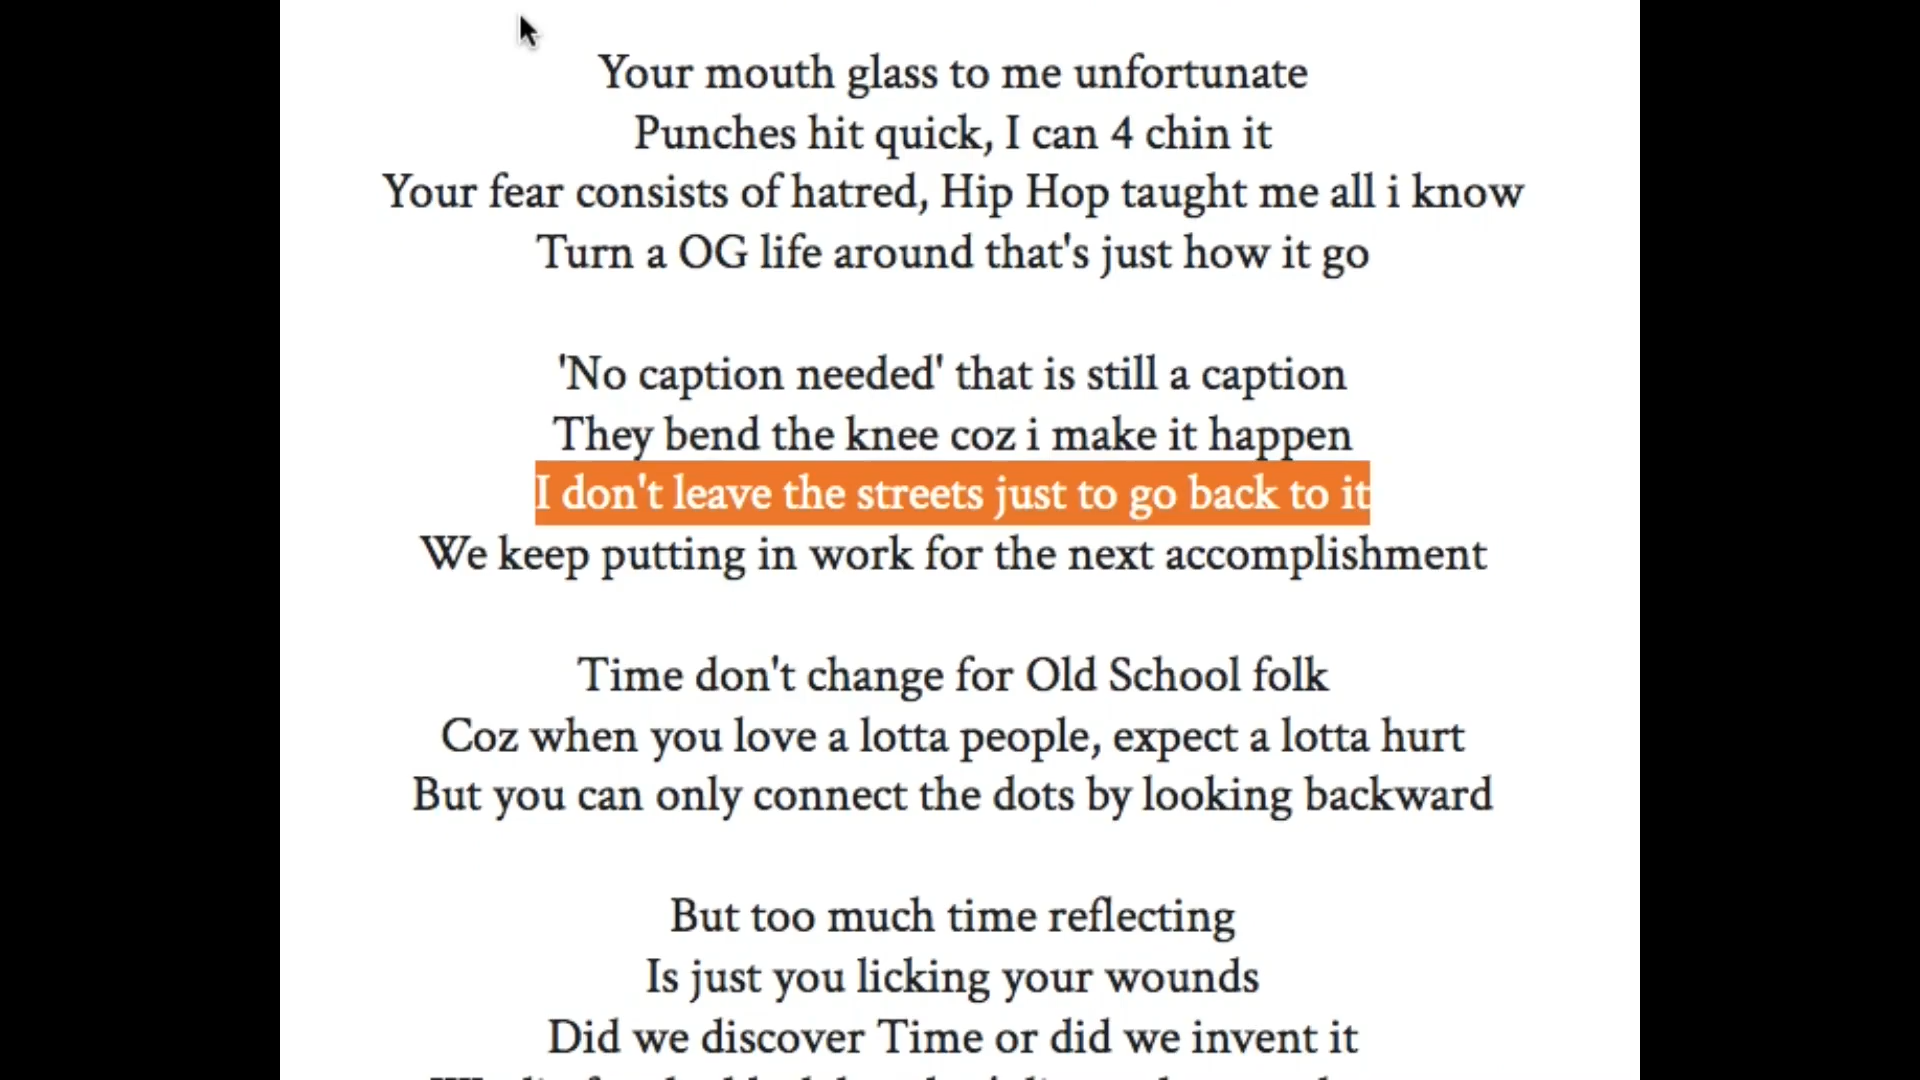 Your mouth glass to me unfortunate
Punches hit quick, I can 4 chin it
Your fear consists of hatred, Hip Hop taught me all i know
Turn a OG life around that's just how it go
'No caption needed' that is still a caption
They bend the knee coz i make it happen
I don't leave the streets just to go back to it
We keep putting in work for the next accomplishment
Time don't change for Old School folk
Coz when you love a lotta people, expect a lotta hurt
But you can only connect the dots by looking backward
But too much time reflecting
Is just you licking your wounds
Did we discover Time or did we invent it